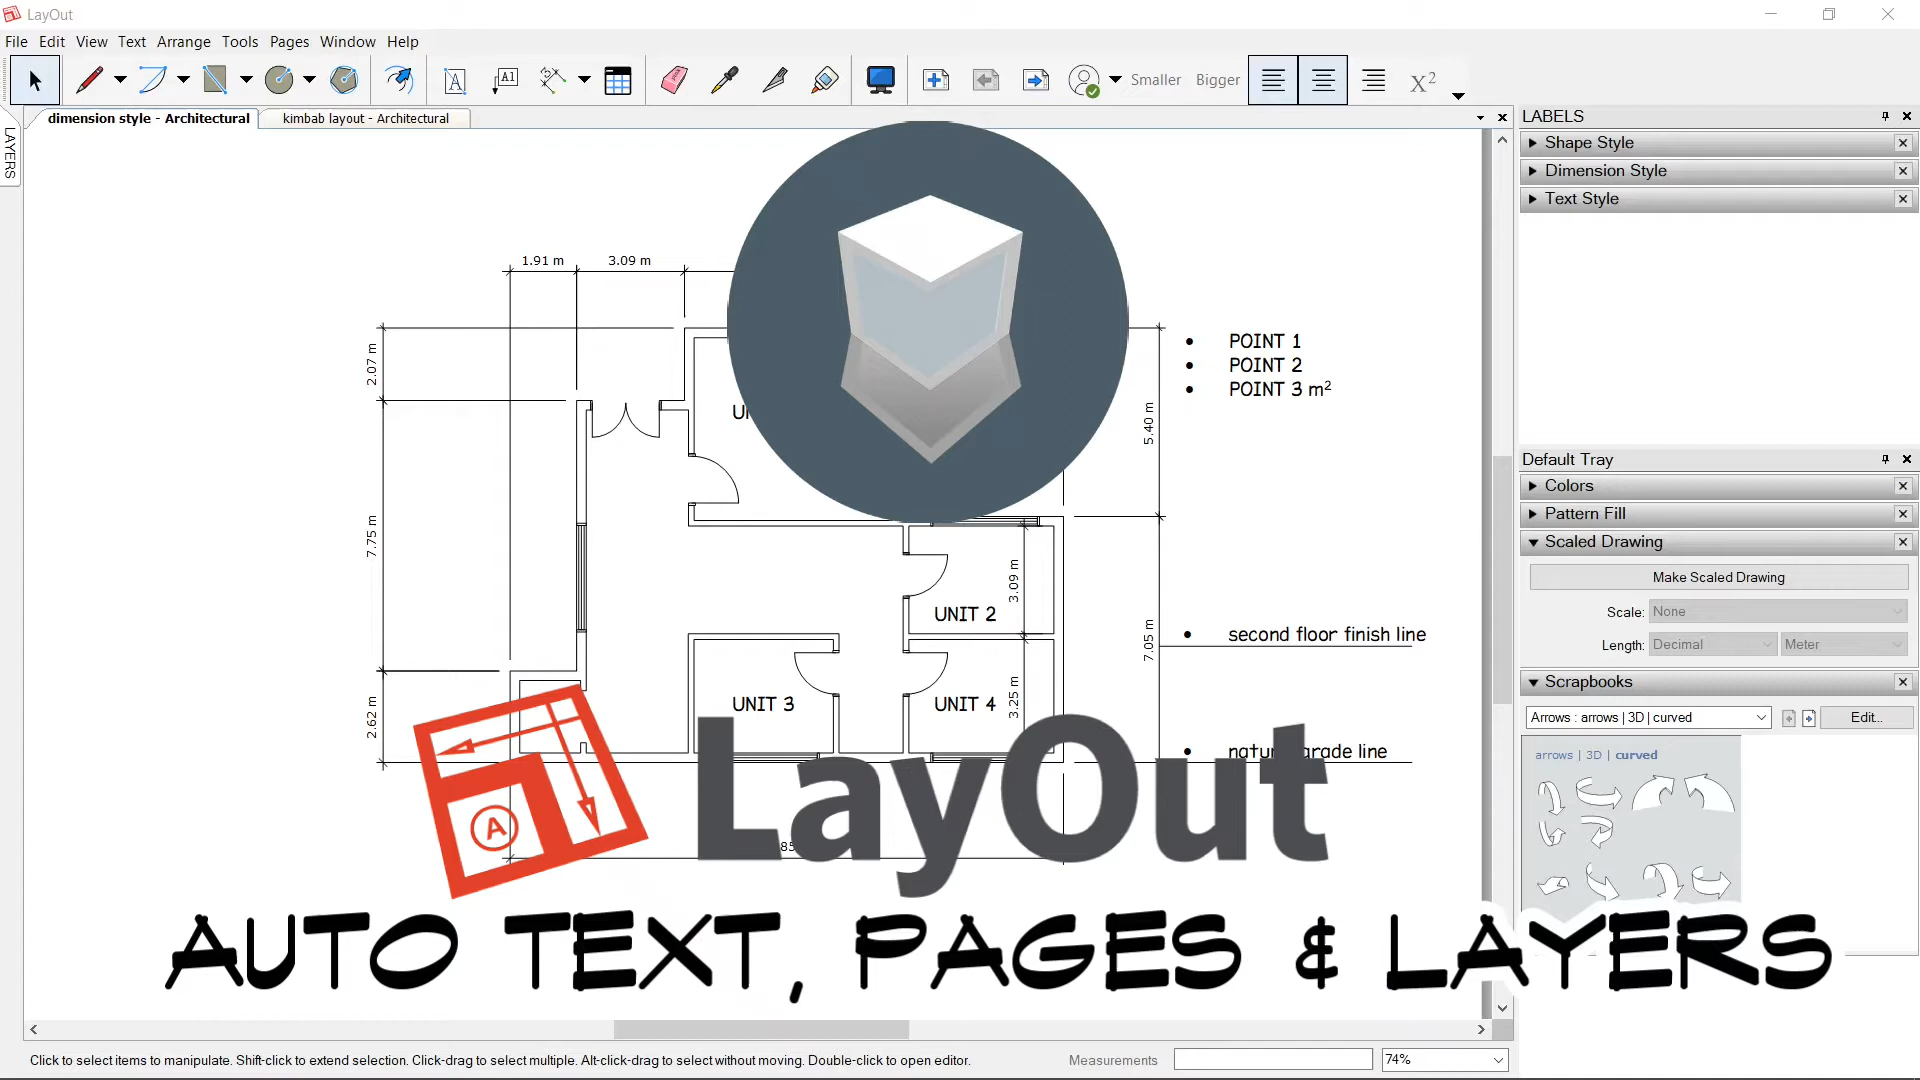 LayOut
File Edit View Text Arrange Tools Pages Window Help
A A1 Smaller Bigger X²
LAYERS
dimension style - Architectural
kimbab layout - Architectural
LABELS
Shape Style
Dimension Style
Text Style
1.91 m
3.09 m
2.07 m
7.75 m
2.62 m
5.40 m
7.05 m
3.09 m
3.25 m
• POINT 1
• POINT 2
• POINT 3 m²
UNIT 2
UNIT 3
UNIT 4
• second floor finish line
grade line
Default Tray
Colors
Pattern Fill
Scaled Drawing
Make Scaled Drawing
Scale: None
Length: Decimal Meter
Scrapbooks
Arrows : arrows | 3D | curved
Edit...
arrows | 3D | curved
A
LayOut
AUTO TEXT, PAGES & LAYERS
Click to select items to manipulate. Shift-click to extend selection. Click-drag to select multiple. Alt-click-drag to select without moving. Double-click to open editor.
Measurements
74%